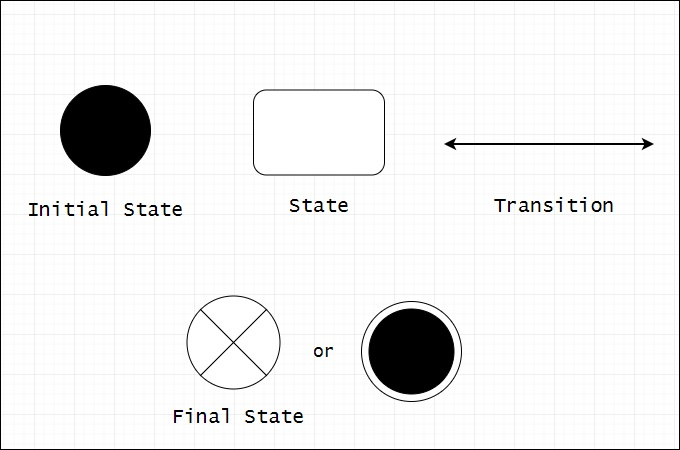 Initial State
State
Transition
or
Final State